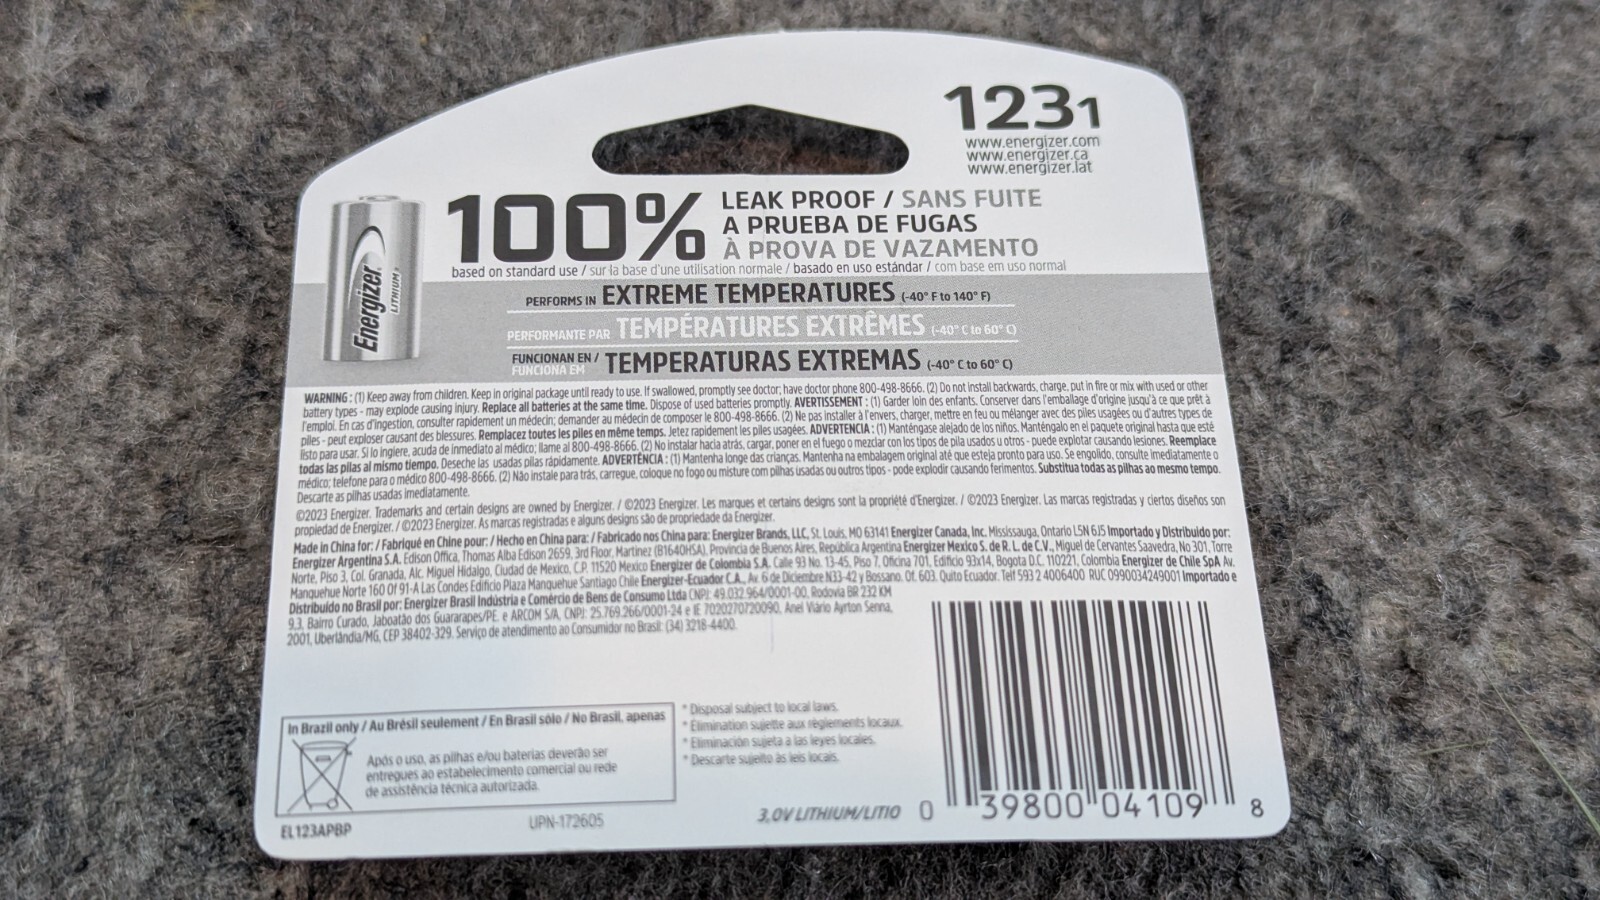 1231
www.energizer.com
www.energizer.ca
www.energizer.lat
100%
LEAK PROOF / SANS FUITE
A PRUEBA DE FUGAS
À PROVA DE VAZAMENTO
based on standard use / sur la base d'une utilisation normale / basado en uso estándar / com base em uso normal
Energizer
LITHIUM
PERFORMS IN EXTREME TEMPERATURES (-40° F to 140° F)
PERFORMANTE PAR TEMPÉRATURES EXTRÊMES (-40° C to 60° C)
FUNCIONAN EN / TEMPERATURAS EXTREMAS (-40° C to 60° C)
FUNCIONA EM
WARNING : (1) Keep away from children. Keep in original package until ready to use. If swallowed, promptly see doctor; have doctor phone 800-498-8666. (2) Do not install backwards, charge, put in fire or mix with used or other
battery types - may explode causing injury. Replace all batteries at the same time. Dispose of used batteries promptly. AVERTISSEMENT : (1) Garder loin des enfants. Conserver dans l'emballage d'origine jusqu'à ce que prêt à
l'emploi. En cas d'ingestion, consulter rapidement un médecin; demander au médecin de composer le 800-498-8666. (2) Ne pas installer à l'envers, charger, mettre en feu ou mélanger avec des piles usagées ou d'autres types de
piles - peut exploser causant des blessures. Remplacez toutes les piles en même temps. Jetez rapidement les piles usagées. ADVERTENCIA : (1) Manténgase alejado de los niños. Manténgalo en el paquete original hasta que esté
listo para usar. Si lo ingiere, acuda de inmediato al médico; llame al 800-498-8666. (2) No instalar hacia atrás, cargar, poner en el fuego o mezclar con los tipos de pila usados u otros - puede explotar causando lesiones. Reemplace
todas las pilas al mismo tiempo. Deseche las usadas pilas rápidamente. ADVERTÊNCIA : (1) Mantenha longe das crianças. Mantenha na embalagem original até que esteja pronto para uso. Se engolido, consulte imediatamente o
médico; telefone para o médico 800-498-8666. (2) Não instale para trás, carregue, coloque no fogo ou misture com pilhas usadas ou outros tipos - pode explodir causando ferimentos. Substitua todas as pilhas ao mesmo tempo.
Descarte as pilhas usadas imediatamente.
©2023 Energizer. Trademarks and certain designs are owned by Energizer. / ©2023 Energizer. Les marques et certains designs sont la propriété d'Energizer. / ©2023 Energizer. Las marcas registradas y ciertos diseños son
propiedad de Energizer. / ©2023 Energizer. As marcas registradas e alguns designs são de propriedade da Energizer.
Made in China for: / Fabriqué en Chine pour: / Hecho en China para: / Fabricado nos China para: Energizer Brands, LLC, St. Louis, MO 63141 Energizer Canada, Inc. Mississauga, Ontario L5N 6J5 Importado y Distribuido por:
Energizer Argentina S.A. Edison Offica, Thomas Alba Edison 2659, 3rd Floor, Martinez (B1640HSA), Provincia de Buenos Aires, República Argentina Energizer Mexico S. de R. L. de C.V., Miguel de Cervantes Saavedra, No 301, Torre
Norte, Piso 3, Col. Granada, Alc. Miguel Hidalgo, Ciudad de Mexico, C.P. 11520 Mexico Energizer de Colombia S.A. Calle 93 No. 13-45, Piso 7, Oficina 701, Edificio 93x14, Bogota D.C. 110221, Colombia Energizer de Chile SpA Av.
Manquehue Norte 160 Of 91-A Las Condes Edificio Plaza Manquehue Santiago Chile Energizer-Ecuador C.A., Av. 6 de Diciembre N33-42 y Bossano. Of. 603. Quito Ecuador. Telf 593 2 4006400 RUC 0990034249001 Importado e
Distribuído no Brasil por: Energizer Brasil Indústria e Comércio de Bens de Consumo Ltda CNPJ: 49.032.964/0001-00, Rodovia BR 232 KM
9,3, Bairro Curado, Jaboatão dos Guararapes/PE. e ARCOM S/A, CNPJ: 25.769.266/0001-24 e IE 7020270720090, Anel Viário Ayrton Senna,
2001, Uberlândia/MG, CEP 38402-329. Serviço de atendimento ao Consumidor no Brasil: (34) 3218-4400.
In Brazil only / Au Brésil seulement / En Brasil sólo / No Brasil, apenas
Após o uso, as pilhas e/ou baterias deverão ser
entregues ao estabelecimento comercial ou rede
de assistência técnica autorizada.
* Disposal subject to local laws.
* Élimination sujette aux règlements locaux.
* Eliminación sujeta a las leyes locales.
* Descarte sujeito às leis locais.
EL123APBP
UPN-172605
3,0V LITHIUM/LITIO
0 39800 04109 8